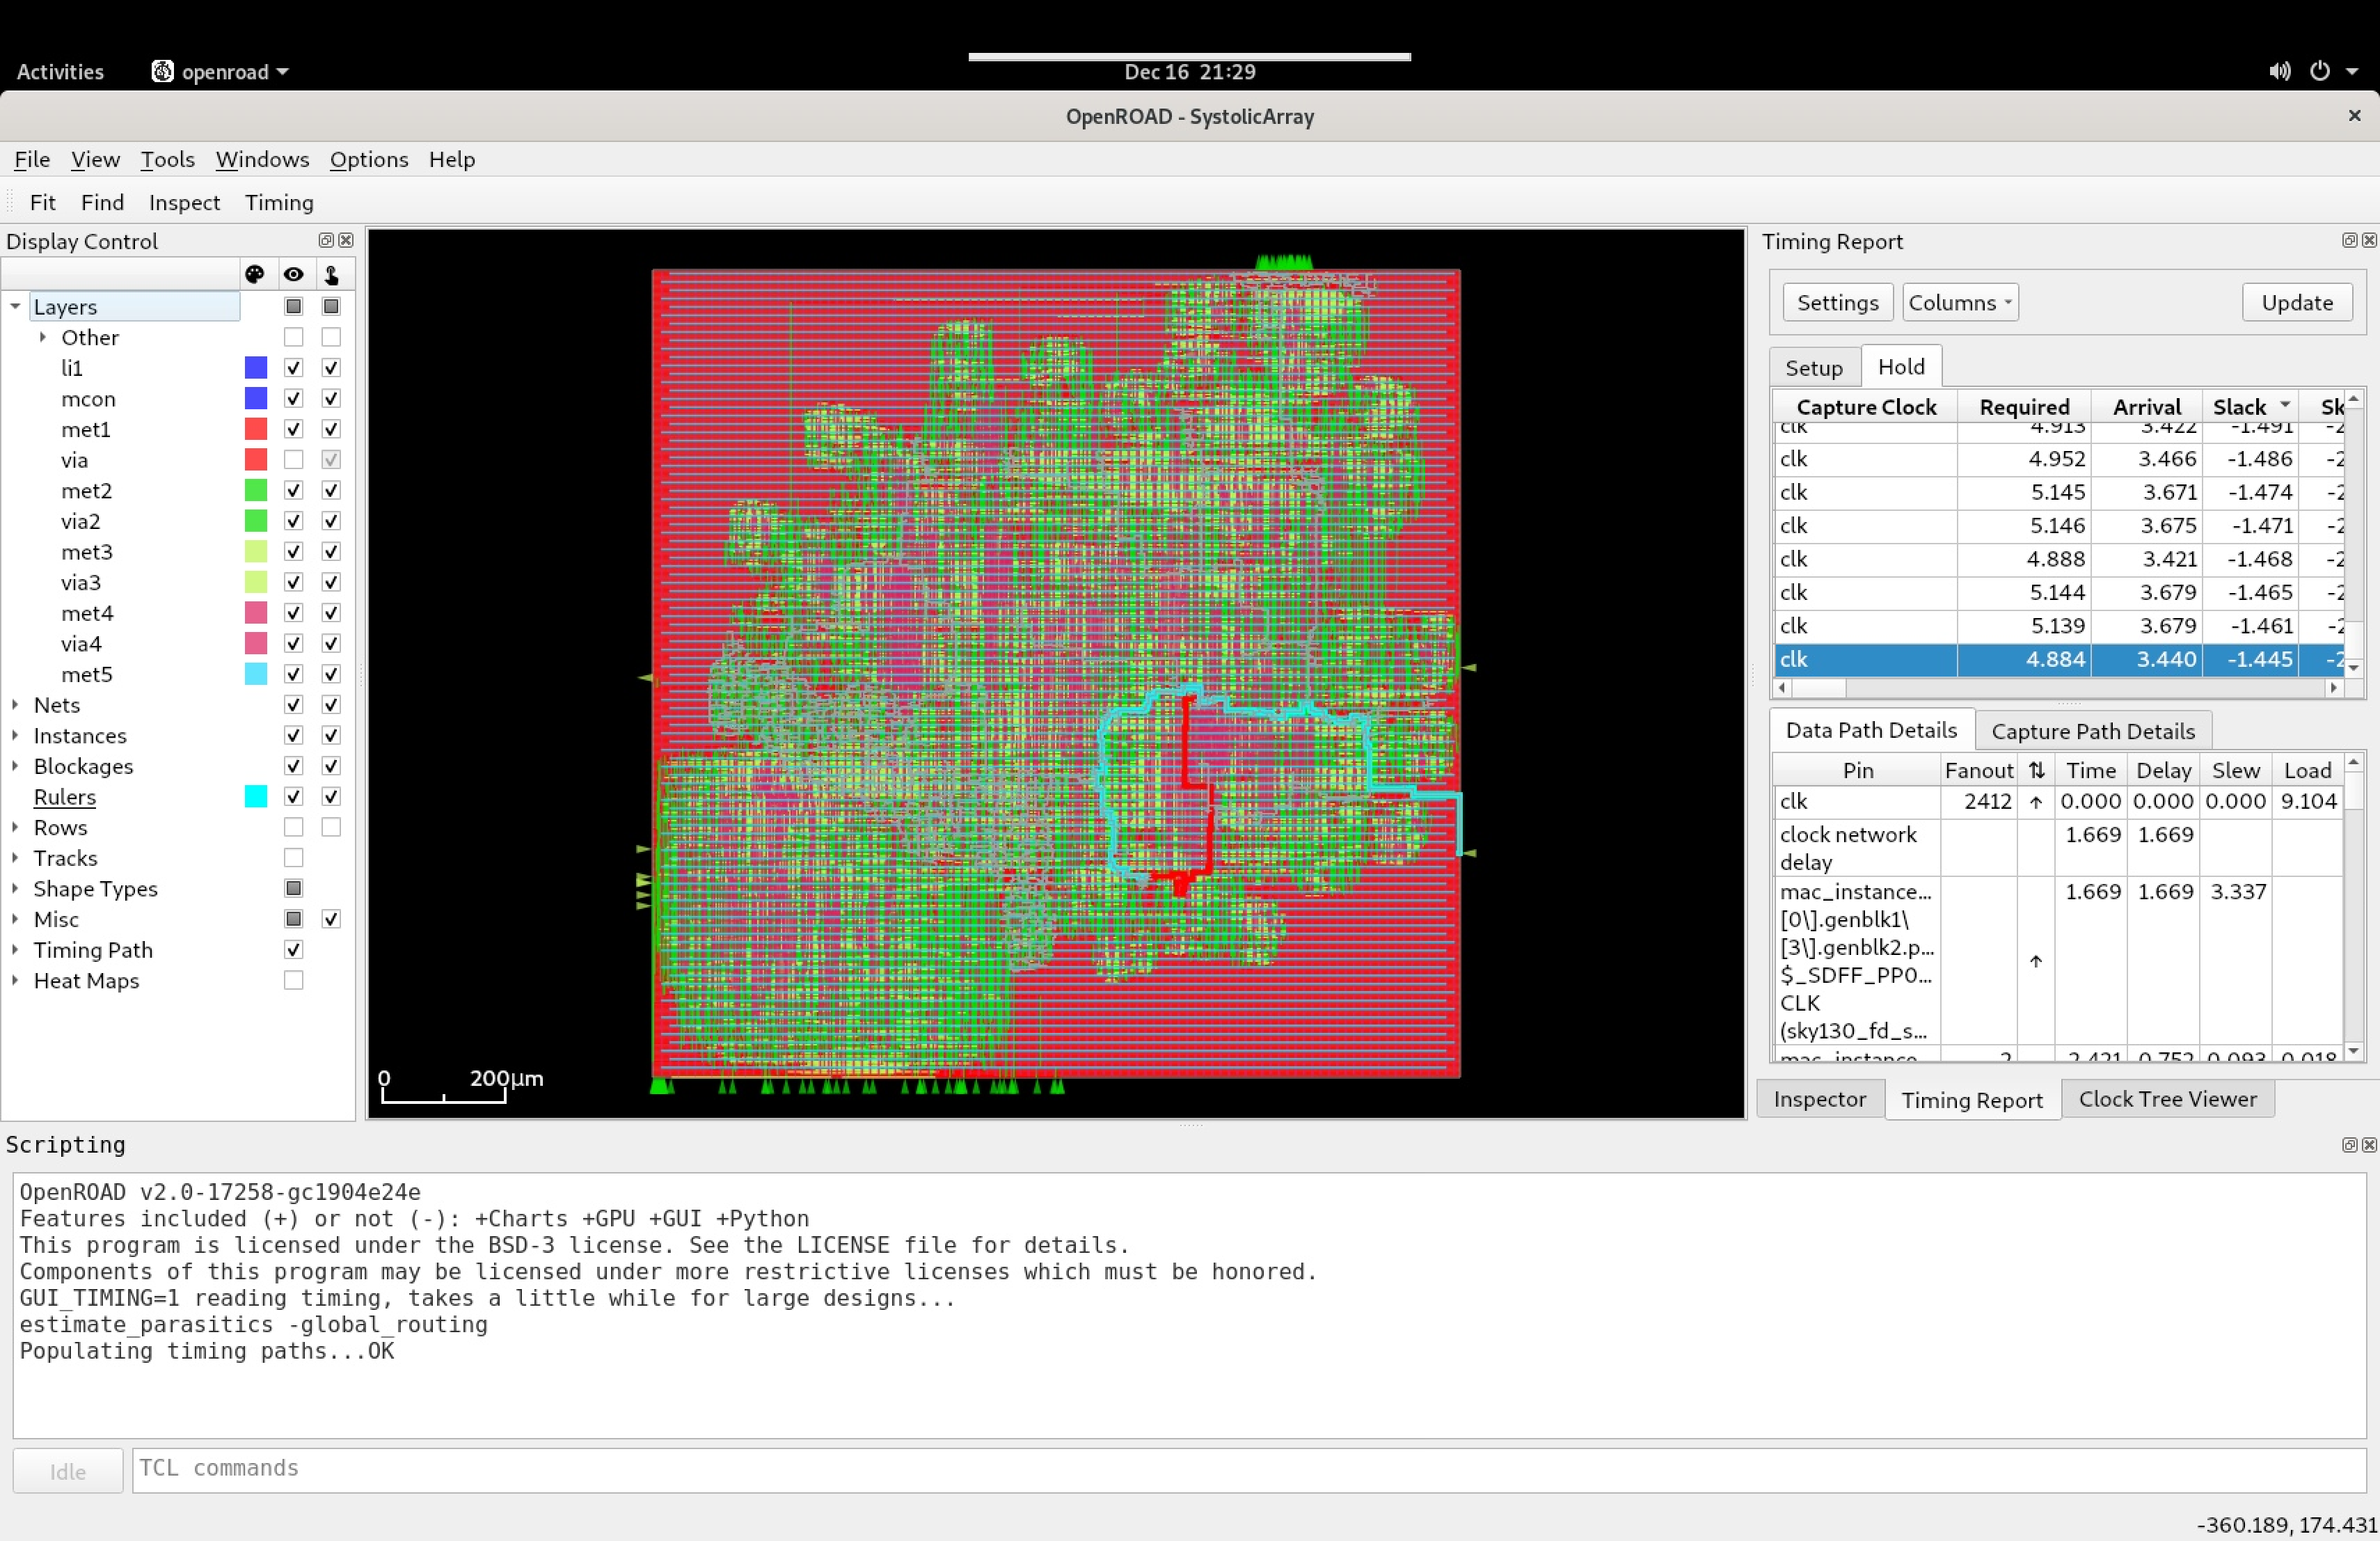 Activities
openroad
Dec 16 21:29
OpenROAD - SystolicArray
File View Tools Windows Options Help
Fit Find Inspect Timing
Display Control
Layers
Other
li1
mcon
met1
via
met2
via2
met3
via3
met4
via4
met5
Nets
Instances
Blockages
Rulers
Rows
Tracks
Shape Types
Misc
Timing Path
Heat Maps
0 200μm
Timing Report
Settings Columns Update
Setup Hold
Capture Clock Required Arrival Slack Sk
clk 4.913 3.422 -1.491 -2
clk 4.952 3.466 -1.486 -2
clk 5.145 3.671 -1.474 -2
clk 5.146 3.675 -1.471 -2
clk 4.888 3.421 -1.468 -2
clk 5.144 3.679 -1.465 -2
clk 5.139 3.679 -1.461 -2
clk 4.884 3.440 -1.445 -2
Data Path Details Capture Path Details
Pin Fanout ⇅ Time Delay Slew Load
clk 2412 ↑ 0.000 0.000 0.000 9.104
clock network 1.669 1.669
delay
mac_instance... 1.669 1.669 3.337
[0\].genblk1\
[3\].genblk2.p...
↑
$_SDFF_PP0...
CLK
(sky130_fd_s...
mac_instance 2 2.421 0.752 0.093 0.018
Inspector Timing Report Clock Tree Viewer
Scripting
OpenROAD v2.0-17258-gc1904e24e
Features included (+) or not (-): +Charts +GPU +GUI +Python
This program is licensed under the BSD-3 license. See the LICENSE file for details.
Components of this program may be licensed under more restrictive licenses which must be honored.
GUI_TIMING=1 reading timing, takes a little while for large designs...
estimate_parasitics -global_routing
Populating timing paths...OK
Idle
TCL commands
-360.189, 174.431